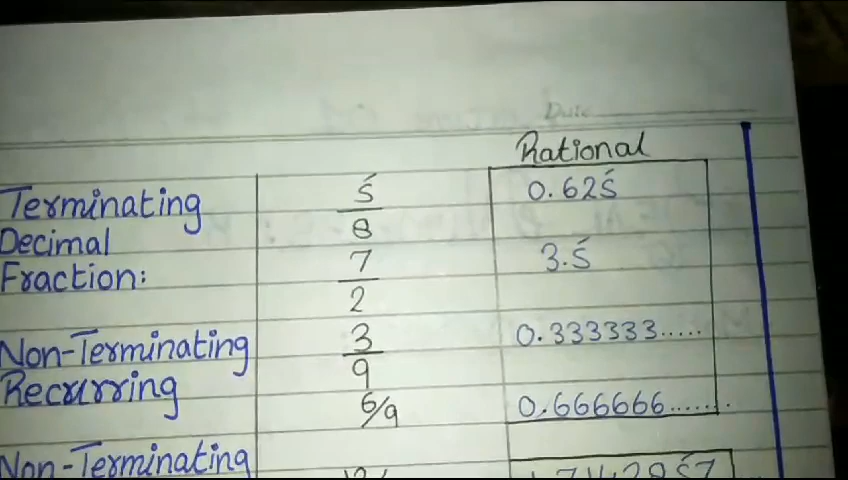 Date
Rational
Terminating 5/8 0.625
Decimal
Fraction: 7/2 3.5
Non-Terminating 3/9 0.333333.....
Recurring 6/9 0.666666.......
Non-Terminating